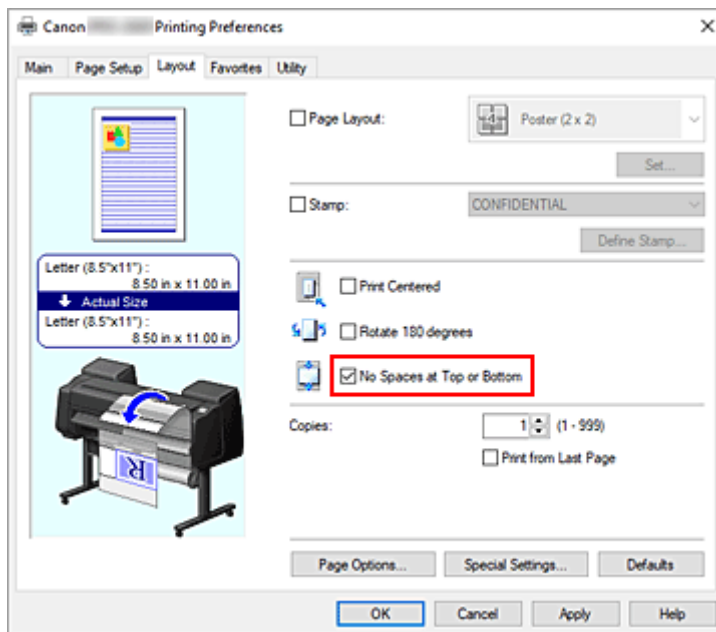 Canon Printing Preferences
Main Page Setup Layout Favorites Utility
Page Layout: Poster (2 x 2)
Set...
Stamp: CONFIDENTIAL
Define Stamp...
Letter (8.5"x11") :
8.50 in x 11.00 in
Actual Size
Letter (8.5"x11") :
8.50 in x 11.00 in
Print Centered
Rotate 180 degrees
No Spaces at Top or Bottom
Copies: 1 (1 - 999)
Print from Last Page
R
Page Options... Special Settings... Defaults
OK Cancel Apply Help